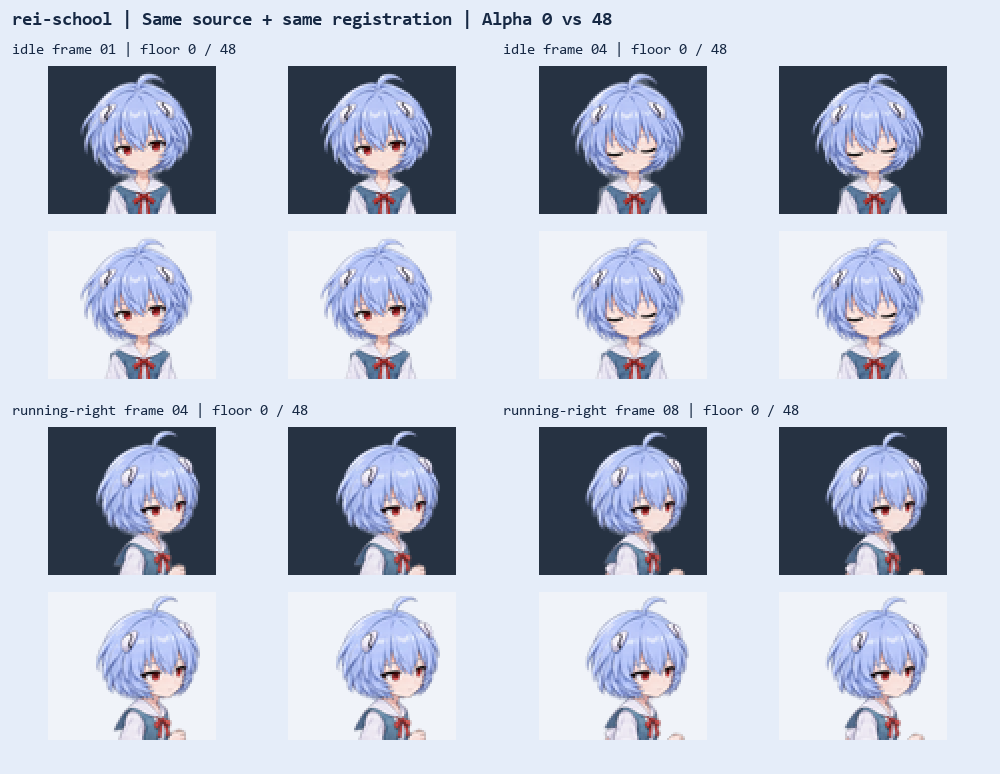 rei-school | Same source + same registration | Alpha 0 vs 48
idle frame 01 | floor 0 / 48
idle frame 04 | floor 0 / 48
running-right frame 04 | floor 0 / 48
running-right frame 08 | floor 0 / 48